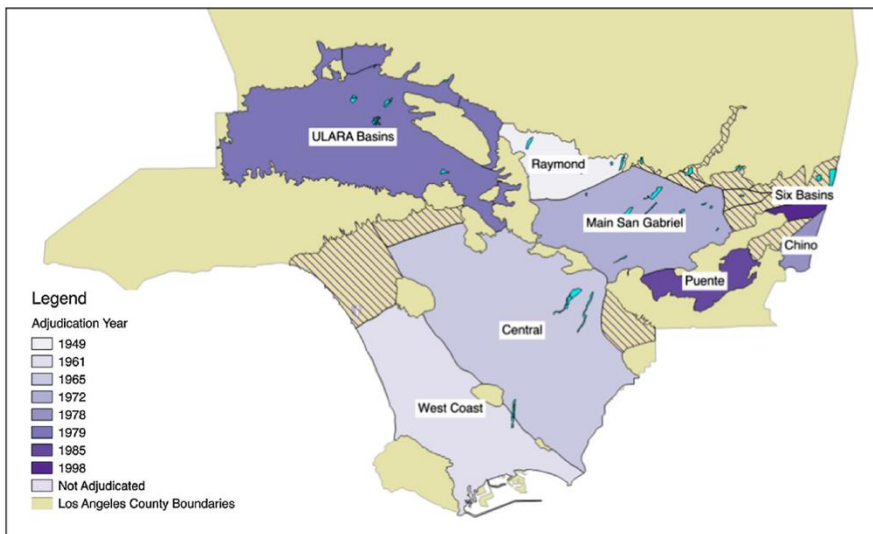 ULARA Basins
Raymond
Six Basins
Main San Gabriel
Chino
Puente
Central
West Coast
Legend
Adjudication Year
1949
1961
1965
1972
1978
1979
1985
1998
Not Adjudicated
Los Angeles County Boundaries